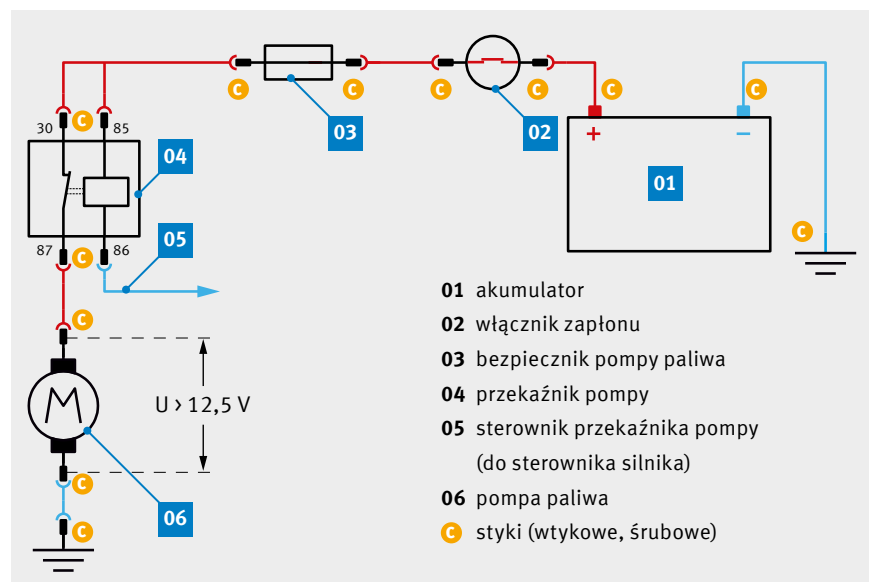 C C C C C C
30 C 85
03 02
+ −
04
01
87 C 86 05
C
C
01 akumulator
02 włącznik zapłonu
03 bezpiecznik pompy paliwa
04 przekaźnik pompy
05 sterownik przekaźnika pompy
(do sterownika silnika)
06 pompa paliwa
C styki (wtykowe, śrubowe)
M U > 12,5 V
C
06
C